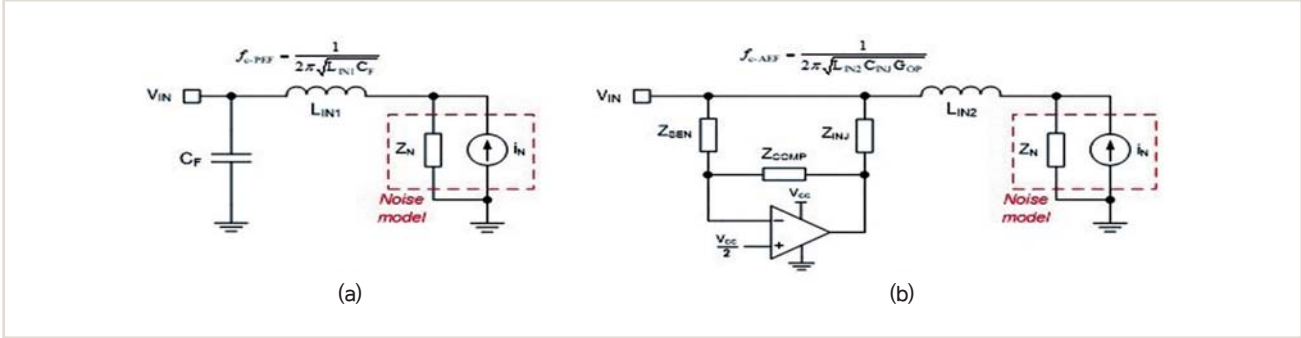 f_c-PEF = 1 / 2π√L_IN1 C_F
V_IN
L_IN1
C_F
Z_N
i_N
Noise
model
(a)
f_c-AEF = 1 / 2π√L_IN2 C_INJ G_OP
V_IN
L_IN2
Z_SEN
Z_INJ
Z_COMP
V_CC
V_CC / 2
−
+
Z_N
i_N
Noise
model
(b)